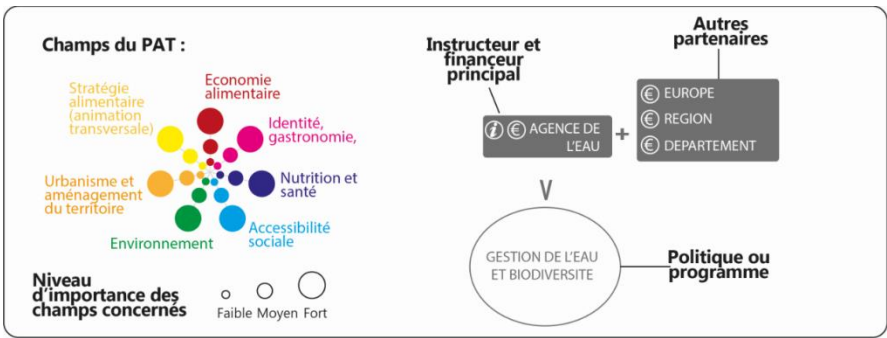 Champs du PAT :
Economie
alimentaire
Stratégie
alimentaire
(animation
transversale)
Identité,
gastronomie,
Urbanisme et
aménagement
du territoire
Nutrition et
santé
Environnement
Accessibilité
sociale
Niveau
d'importance des
champs concernés
Faible Moyen Fort
Instructeur et
financeur
principal
Autres
partenaires
i € AGENCE DE
L'EAU
+
€ EUROPE
€ REGION
€ DEPARTEMENT
GESTION DE L'EAU
ET BIODIVERSITE
Politique ou
programme